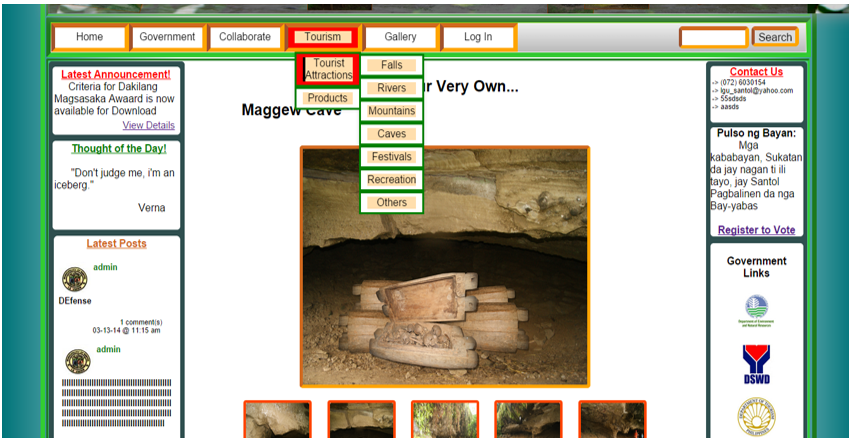 Home
Government
Collaborate
Tourism
Gallery
Log In
Search
Tourist
Attractions
Products
Falls
Rivers
Mountains
Caves
Festivals
Recreation
Others
Latest Announcement!
Criteria for Dakilang
Magsasaka Awaard is now
available for Download
View Details
Thought of the Day!
"Don't judge me, i'm an
iceberg."
Verna
Latest Posts
admin
DEfense
1 comment(s)
03-13-14 @ 11:15 am
admin
Very Own...
Maggew Cave
Contact Us
-> (072) 6030154
-> lgu_santol@yahoo.com
-> 55sdsds
-> aasds
Pulso ng Bayan:
Mga
kababayan, Sukatan
da jay nagan ti ili
tayo, jay Santol
Pagbalinen da nga
Bay-yabas
Register to Vote
Government
Links
DSWD